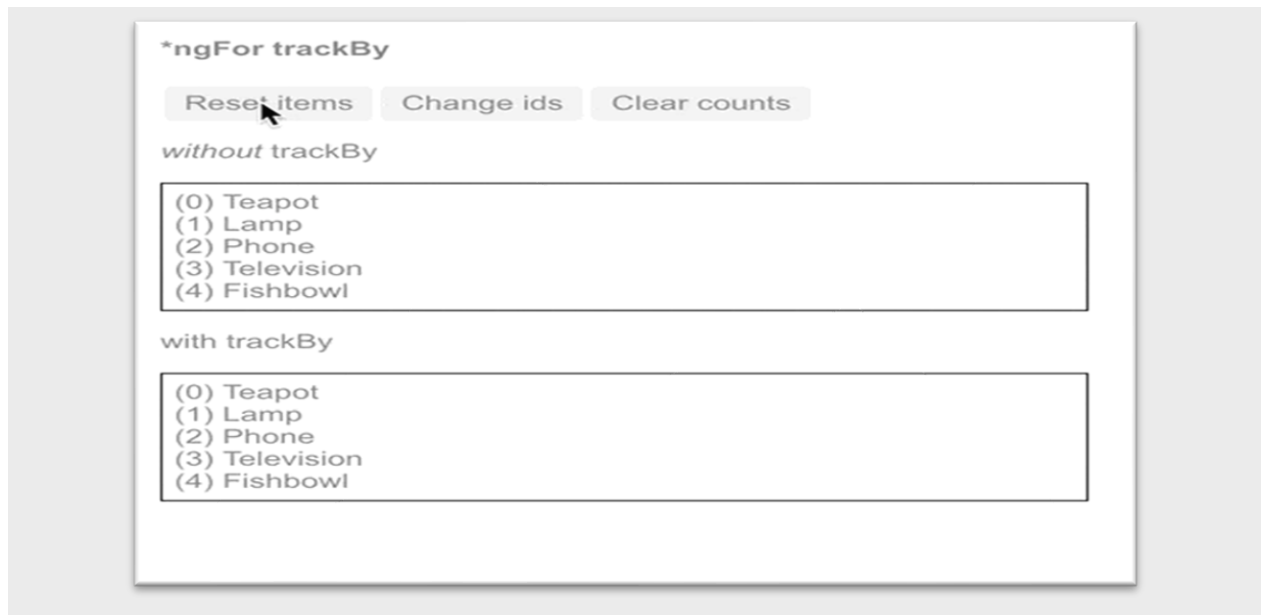 *ngFor trackBy
Reset items Change ids Clear counts
without trackBy
(0) Teapot
(1) Lamp
(2) Phone
(3) Television
(4) Fishbowl
with trackBy
(0) Teapot
(1) Lamp
(2) Phone
(3) Television
(4) Fishbowl